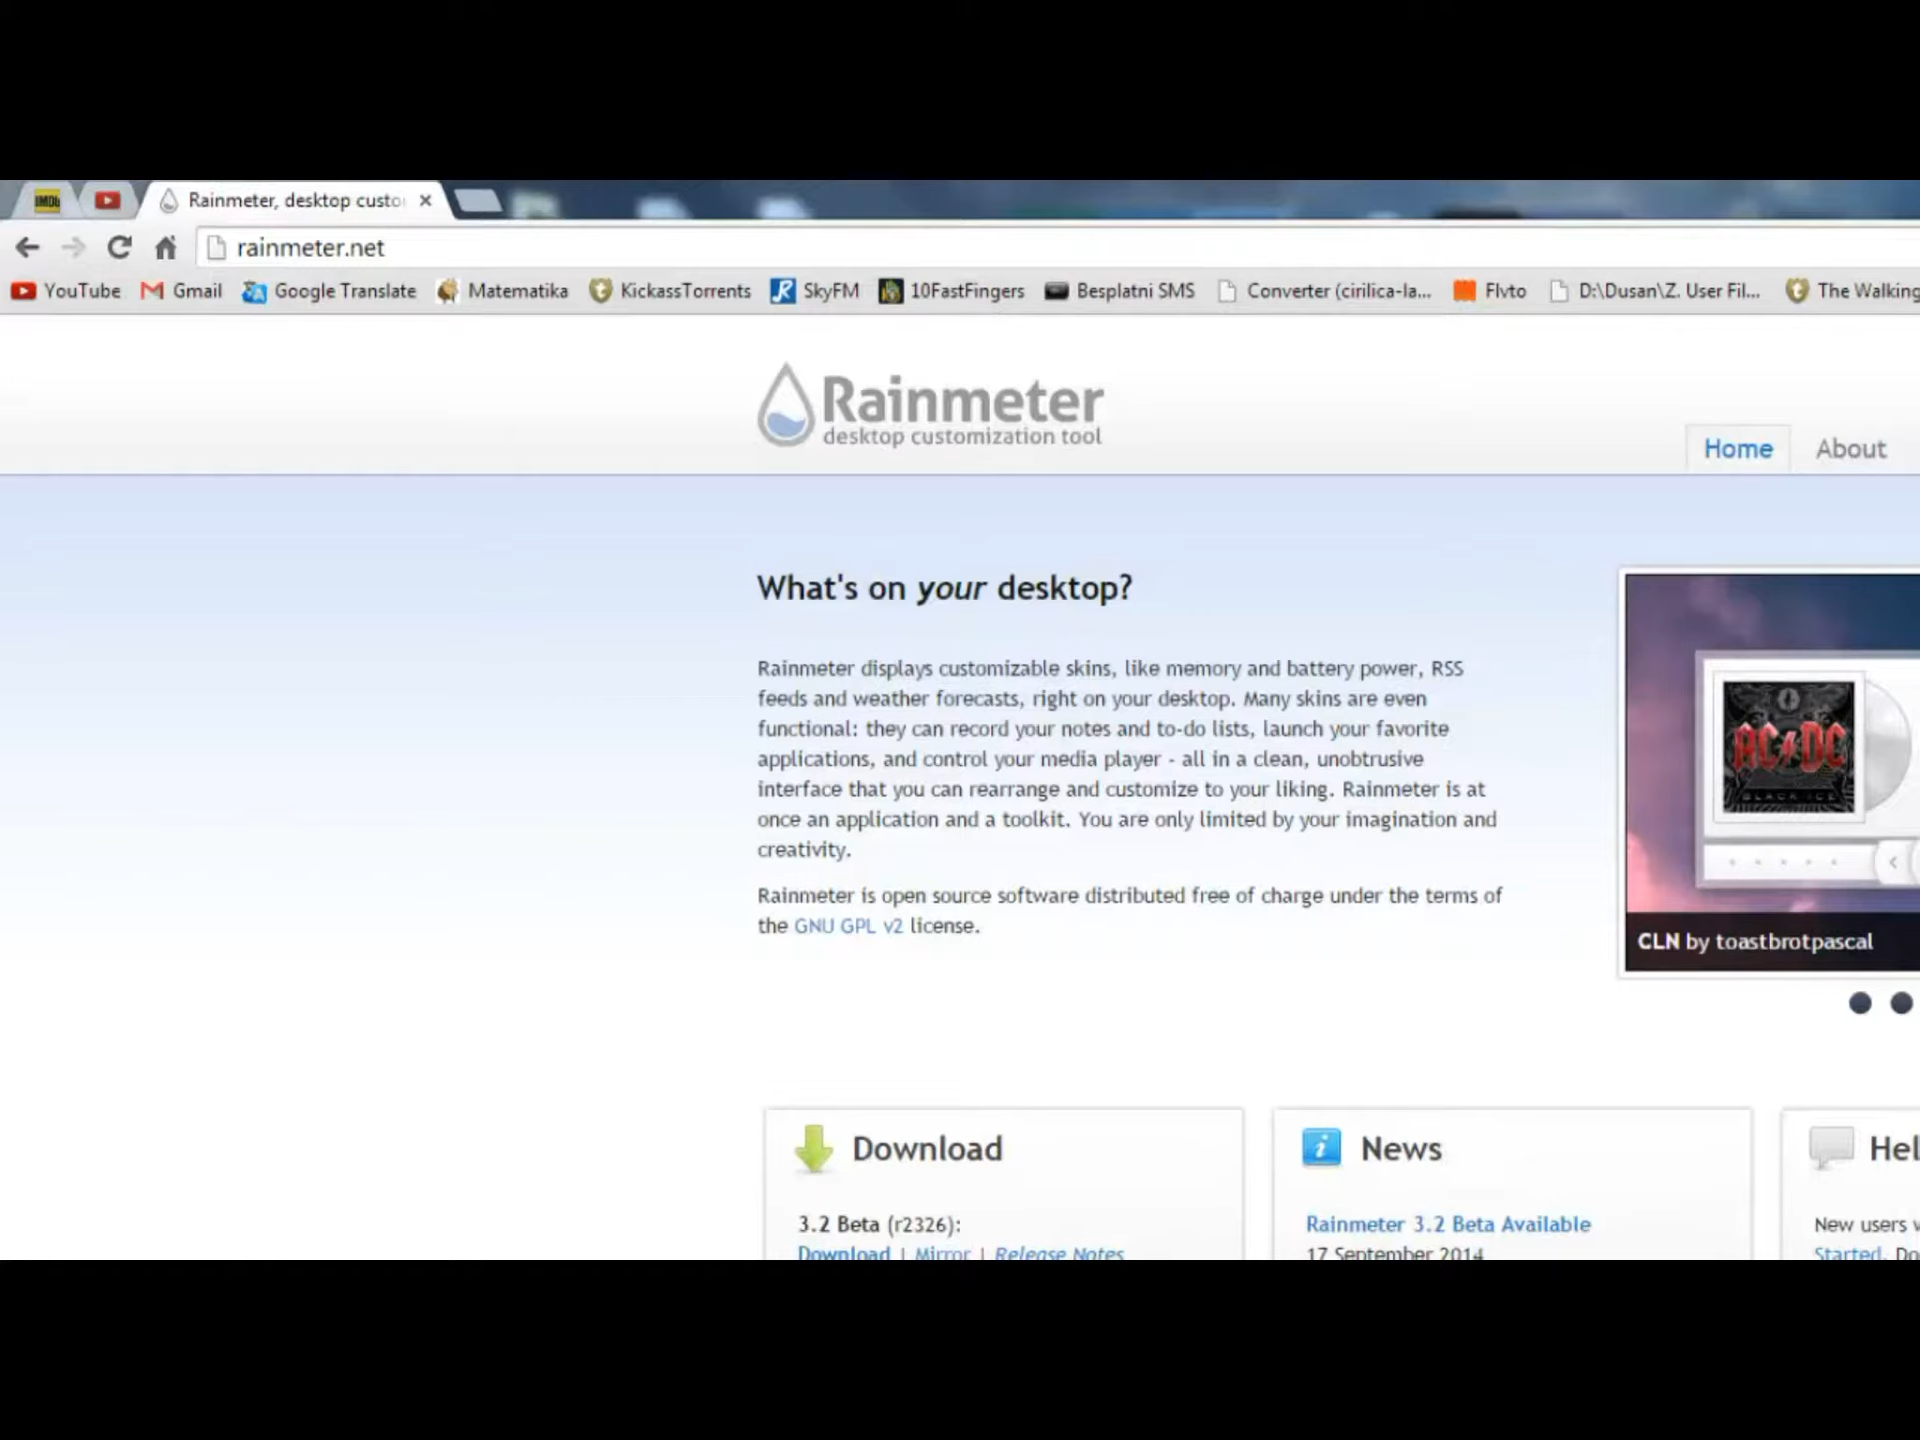 IMDb
Rainmeter, desktop custo
rainmeter.net
YouTube Gmail Google Translate Matematika KickassTorrents SkyFM 10FastFingers Besplatni SMS Converter (cirilica-la... Flvto D:\Dusan\Z. User Fil... The Walking
Rainmeter
desktop customization tool
Home About
What's on your desktop?
Rainmeter displays customizable skins, like memory and battery power, RSS
feeds and weather forecasts, right on your desktop. Many skins are even
functional: they can record your notes and to-do lists, launch your favorite
applications, and control your media player - all in a clean, unobtrusive
interface that you can rearrange and customize to your liking. Rainmeter is at
once an application and a toolkit. You are only limited by your imagination and
creativity.
Rainmeter is open source software distributed free of charge under the terms of
the GNU GPL v2 license.
AC/DC
BLACK ICE
CLN by toastbrotpascal
Download
3.2 Beta (r2326):
Download | Mirror | Release Notes
News
Rainmeter 3.2 Beta Available
17 September 2014
Hel
New users
Started. Do